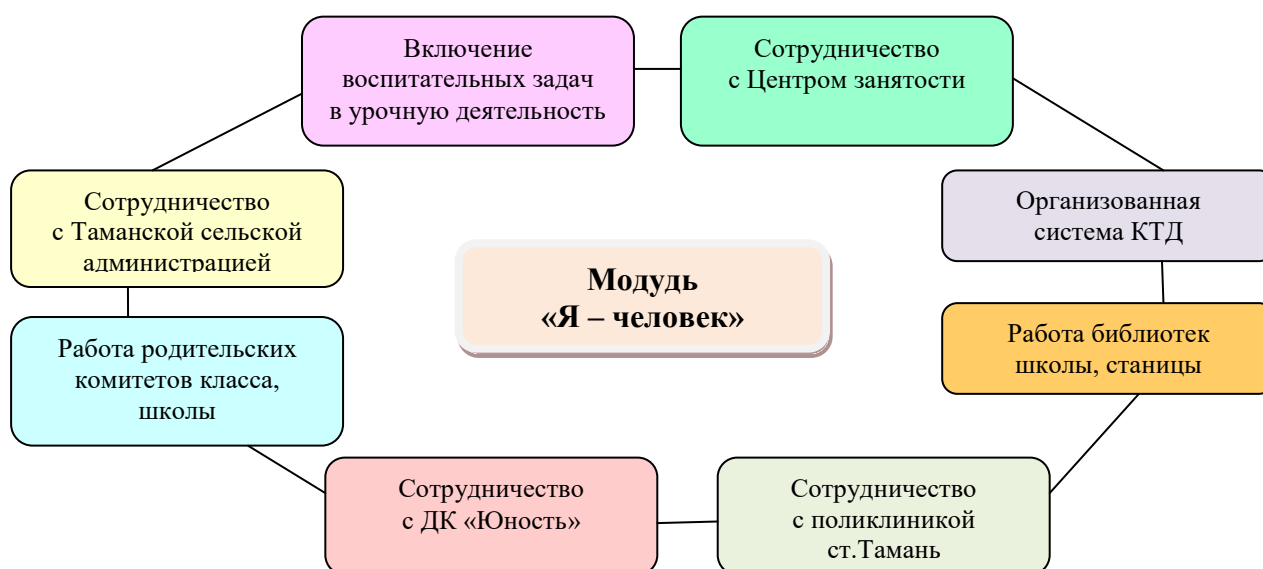 Включение
воспитательных задач
в урочную деятельность
Сотрудничество
с Центром занятости
Сотрудничество
с Таманской сельской
администрацией
Организованная
система КТД
Модудь
«Я – человек»
Работа родительских
комитетов класса,
школы
Работа библиотек
школы, станицы
Сотрудничество
с ДК «Юность»
Сотрудничество
с поликлиникой
ст.Тамань